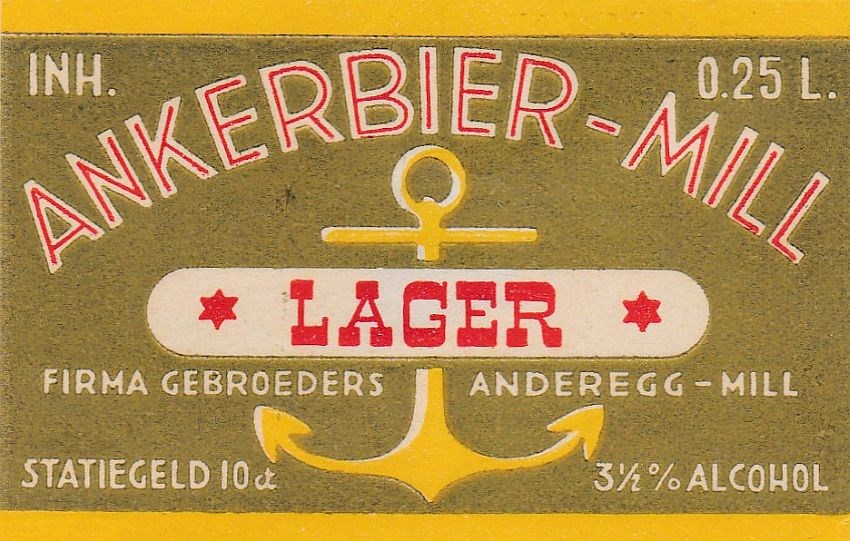 INH.
0.25 L.
ANKERBIER-MILL
LAGER
FIRMA GEBROEDERS ANDEREGG-MILL
STATIEGELD 10 ct
3½% ALCOHOL